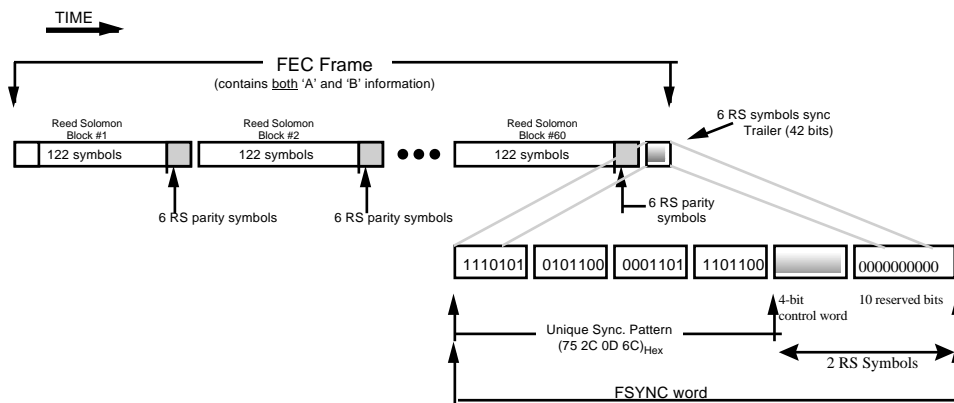 TIME
FEC Frame
(contains both ‘A’ and ‘B’ information)
6 RS symbols sync
Trailer (42 bits)
Reed Solomon
Block #1
Reed Solomon
Block #2
Reed Solomon
Block #60
122 symbols
122 symbols
122 symbols
6 RS parity symbols
6 RS parity symbols
6 RS parity
symbols
1110101
0101100
0001101
1101100
0000000000
4-bit
control word
10 reserved bits
Unique Sync. Pattern
(75 2C 0D 6C)Hex
2 RS Symbols
FSYNC word